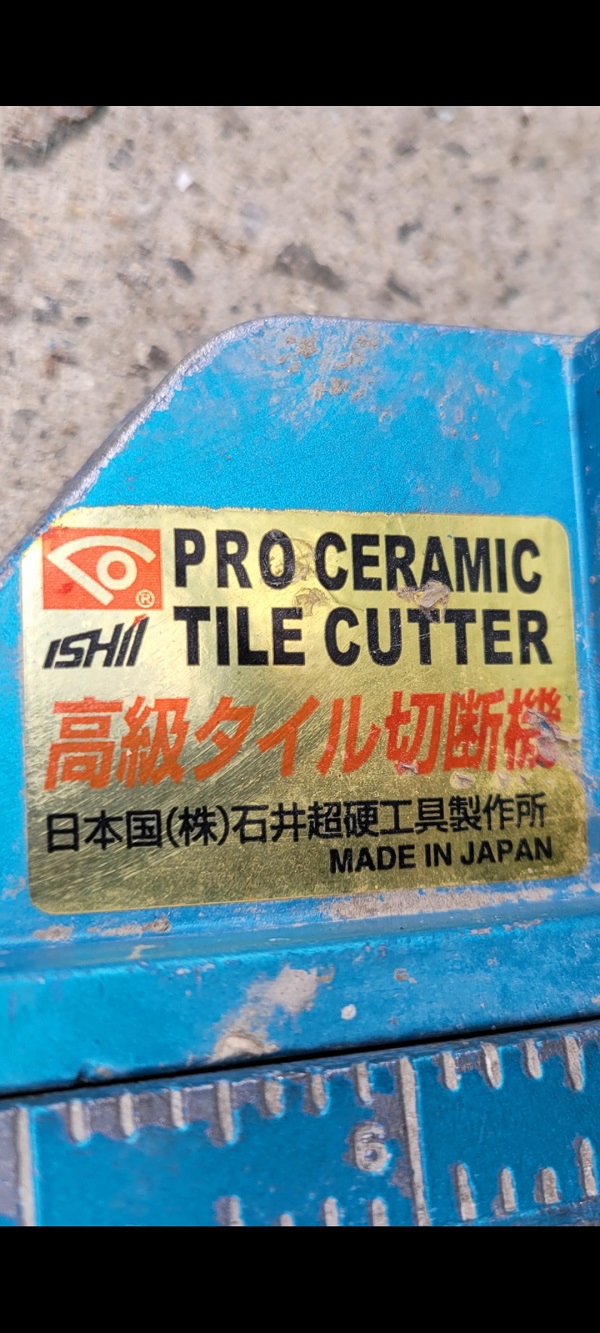 PRO CERAMIC
TILE CUTTER
®
ISHII
高級タイル切断機
日本国(株)石井超硬工具製作所
MADE IN JAPAN
6